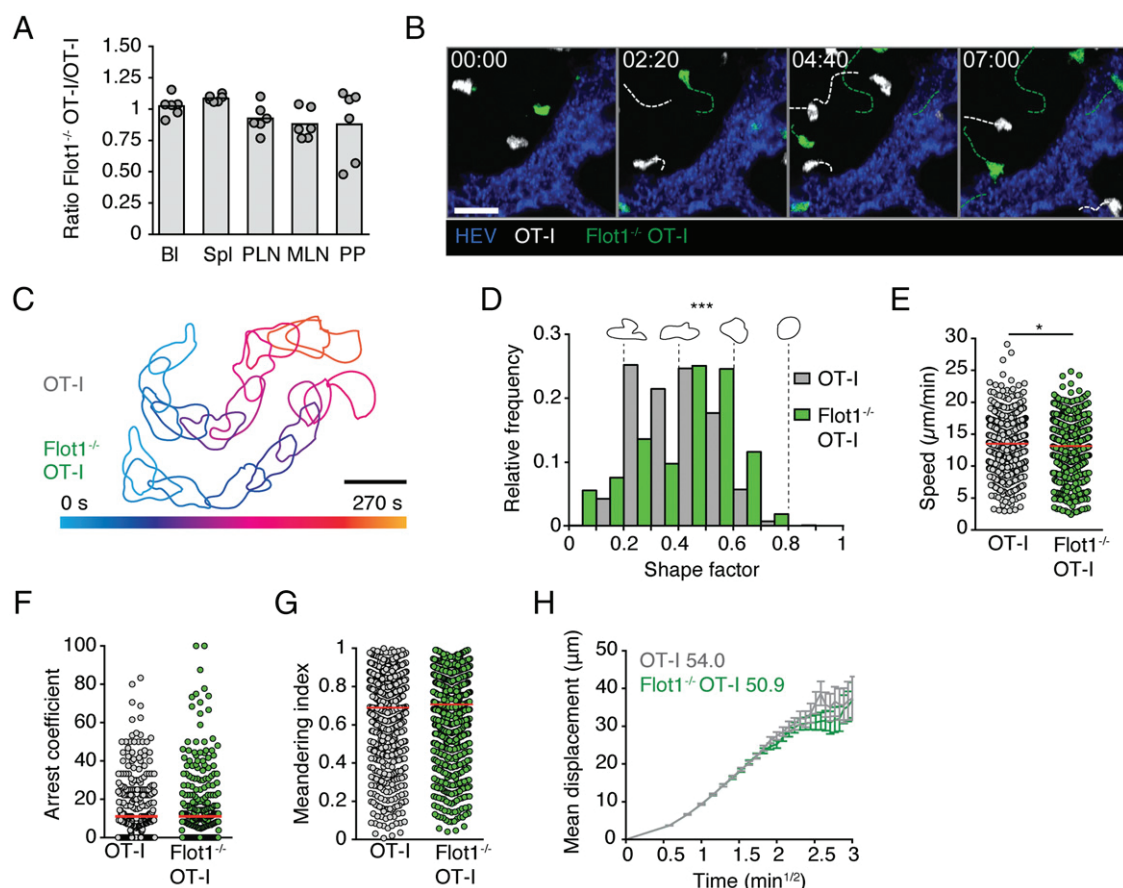 A
Ratio Flot1-/- OT-I/OT-I
1.50
1.25
1
0.75
0.50
0.25
0
Bl Spl PLN MLN PP
B
00:00 02:20 04:40 07:00
HEV OT-I Flot1-/- OT-I
C
OT-I
Flot1-/-
OT-I
0 s 270 s
D
***
Relative frequency
0.3
0.2
0.1
0
0 0.2 0.4 0.6 0.8 1
Shape factor
OT-I
Flot1-/-
OT-I
E
*
Speed (µm/min)
35
30
25
20
15
10
5
0
OT-I Flot1-/-
OT-I
F
Arrest coefficient
100
80
60
40
20
0
OT-I Flot1-/-
OT-I
G
Meandering index
1
0.8
0.6
0.4
0.2
0
OT-I Flot1-/-
OT-I
H
Mean displacement (µm)
50
40
30
20
10
0
OT-I 54.0
Flot1-/- OT-I 50.9
0 0.5 1 1.5 2 2.5 3
Time (min1/2)